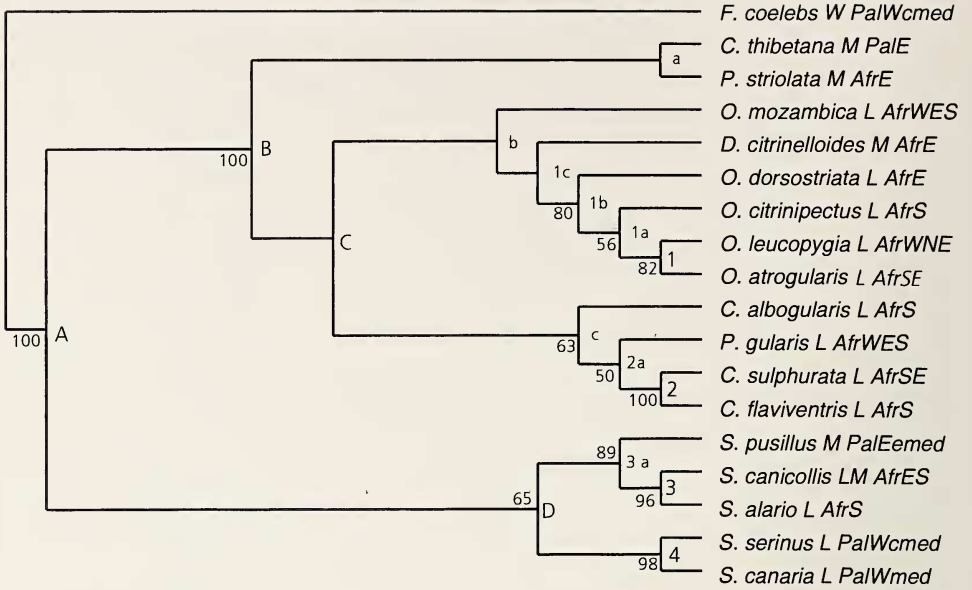 F. coelebs W PalWcmed
C. thibetana M PalE
a
P. striolata M AfrE
O. mozambica L AfrWES
b
D. citrinelloides M AfrE
B
100
1c
O. dorsostriata L AfrE
1b
80
O. citrinipectus L AfrS
1a
56
C
O. leucopygia L AfrWNE
1
82
O. atrogularis L AfrSE
C. albogularis L AfrS
A
100
c
63
P. gularis L AfrWES
2a
50
C. sulphurata L AfrSE
2
100
C. flaviventris L AfrS
S. pusillus M PalEemed
89
3 a
S. canicollis LM AfrES
3
96
65
D
S. alario L AfrS
S. serinus L PalWcmed
4
98
S. canaria L PalWmed